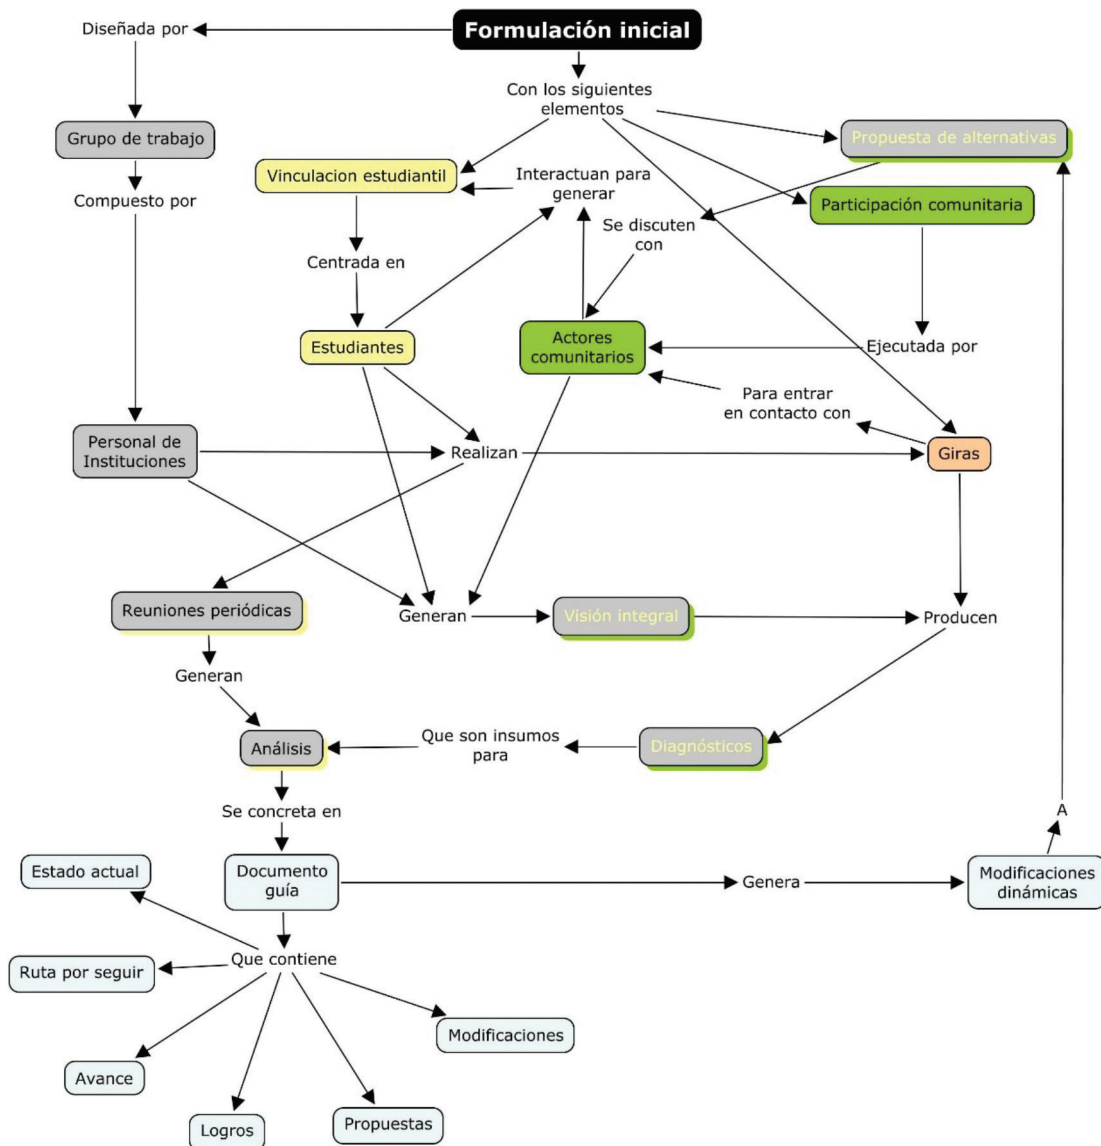 Diseñada por
Formulación inicial
Con los siguientes
elementos
Grupo de trabajo
Propuesta de alternativas
Vinculacion estudiantil
Interactuan para
generar
Compuesto por
Participación comunitaria
Se discuten
con
Centrada en
Estudiantes
Actores
comunitarios
Ejecutada por
Para entrar
en contacto con
Personal de
Instituciones
Realizan
Giras
Reuniones periódicas
Generan
Visión integral
Producen
Generan
Análisis
Que son insumos
para
Diagnósticos
Se concreta en
A
Estado actual
Documento
guía
Genera
Modificaciones
dinámicas
Ruta por seguir
Que contiene
Modificaciones
Avance
Logros
Propuestas